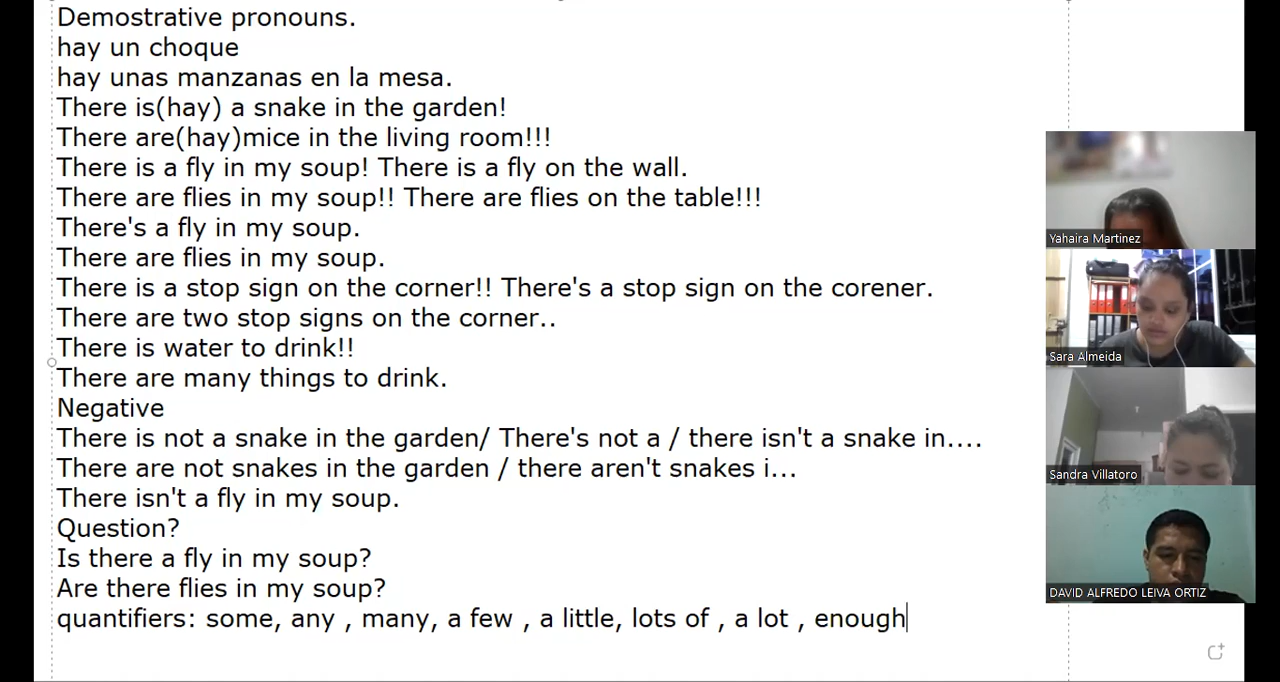 Demostrative pronouns.
hay un choque
hay unas manzanas en la mesa.
There is(hay) a snake in the garden!
There are(hay)mice in the living room!!!
There is a fly in my soup! There is a fly on the wall.
There are flies in my soup!! There are flies on the table!!!
There's a fly in my soup.
There are flies in my soup.
There is a stop sign on the corner!! There's a stop sign on the corener.
There are two stop signs on the corner..
There is water to drink!!
There are many things to drink.
Negative
There is not a snake in the garden/ There's not a / there isn't a snake in....
There are not snakes in the garden / there aren't snakes i...
There isn't a fly in my soup.
Question?
Is there a fly in my soup?
Are there flies in my soup?
quantifiers: some, any , many, a few , a little, lots of , a lot , enough
Yahaira Martinez
Sara Almeida
Sandra Villatoro
DAVID ALFREDO LEIVA ORTIZ